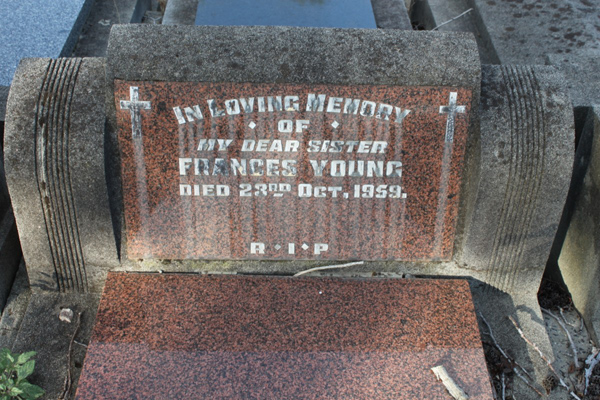 IN LOVING MEMORY
OF
MY DEAR SISTER
FRANCES YOUNG
DIED 23RD OCT, 1959.
R·I·P